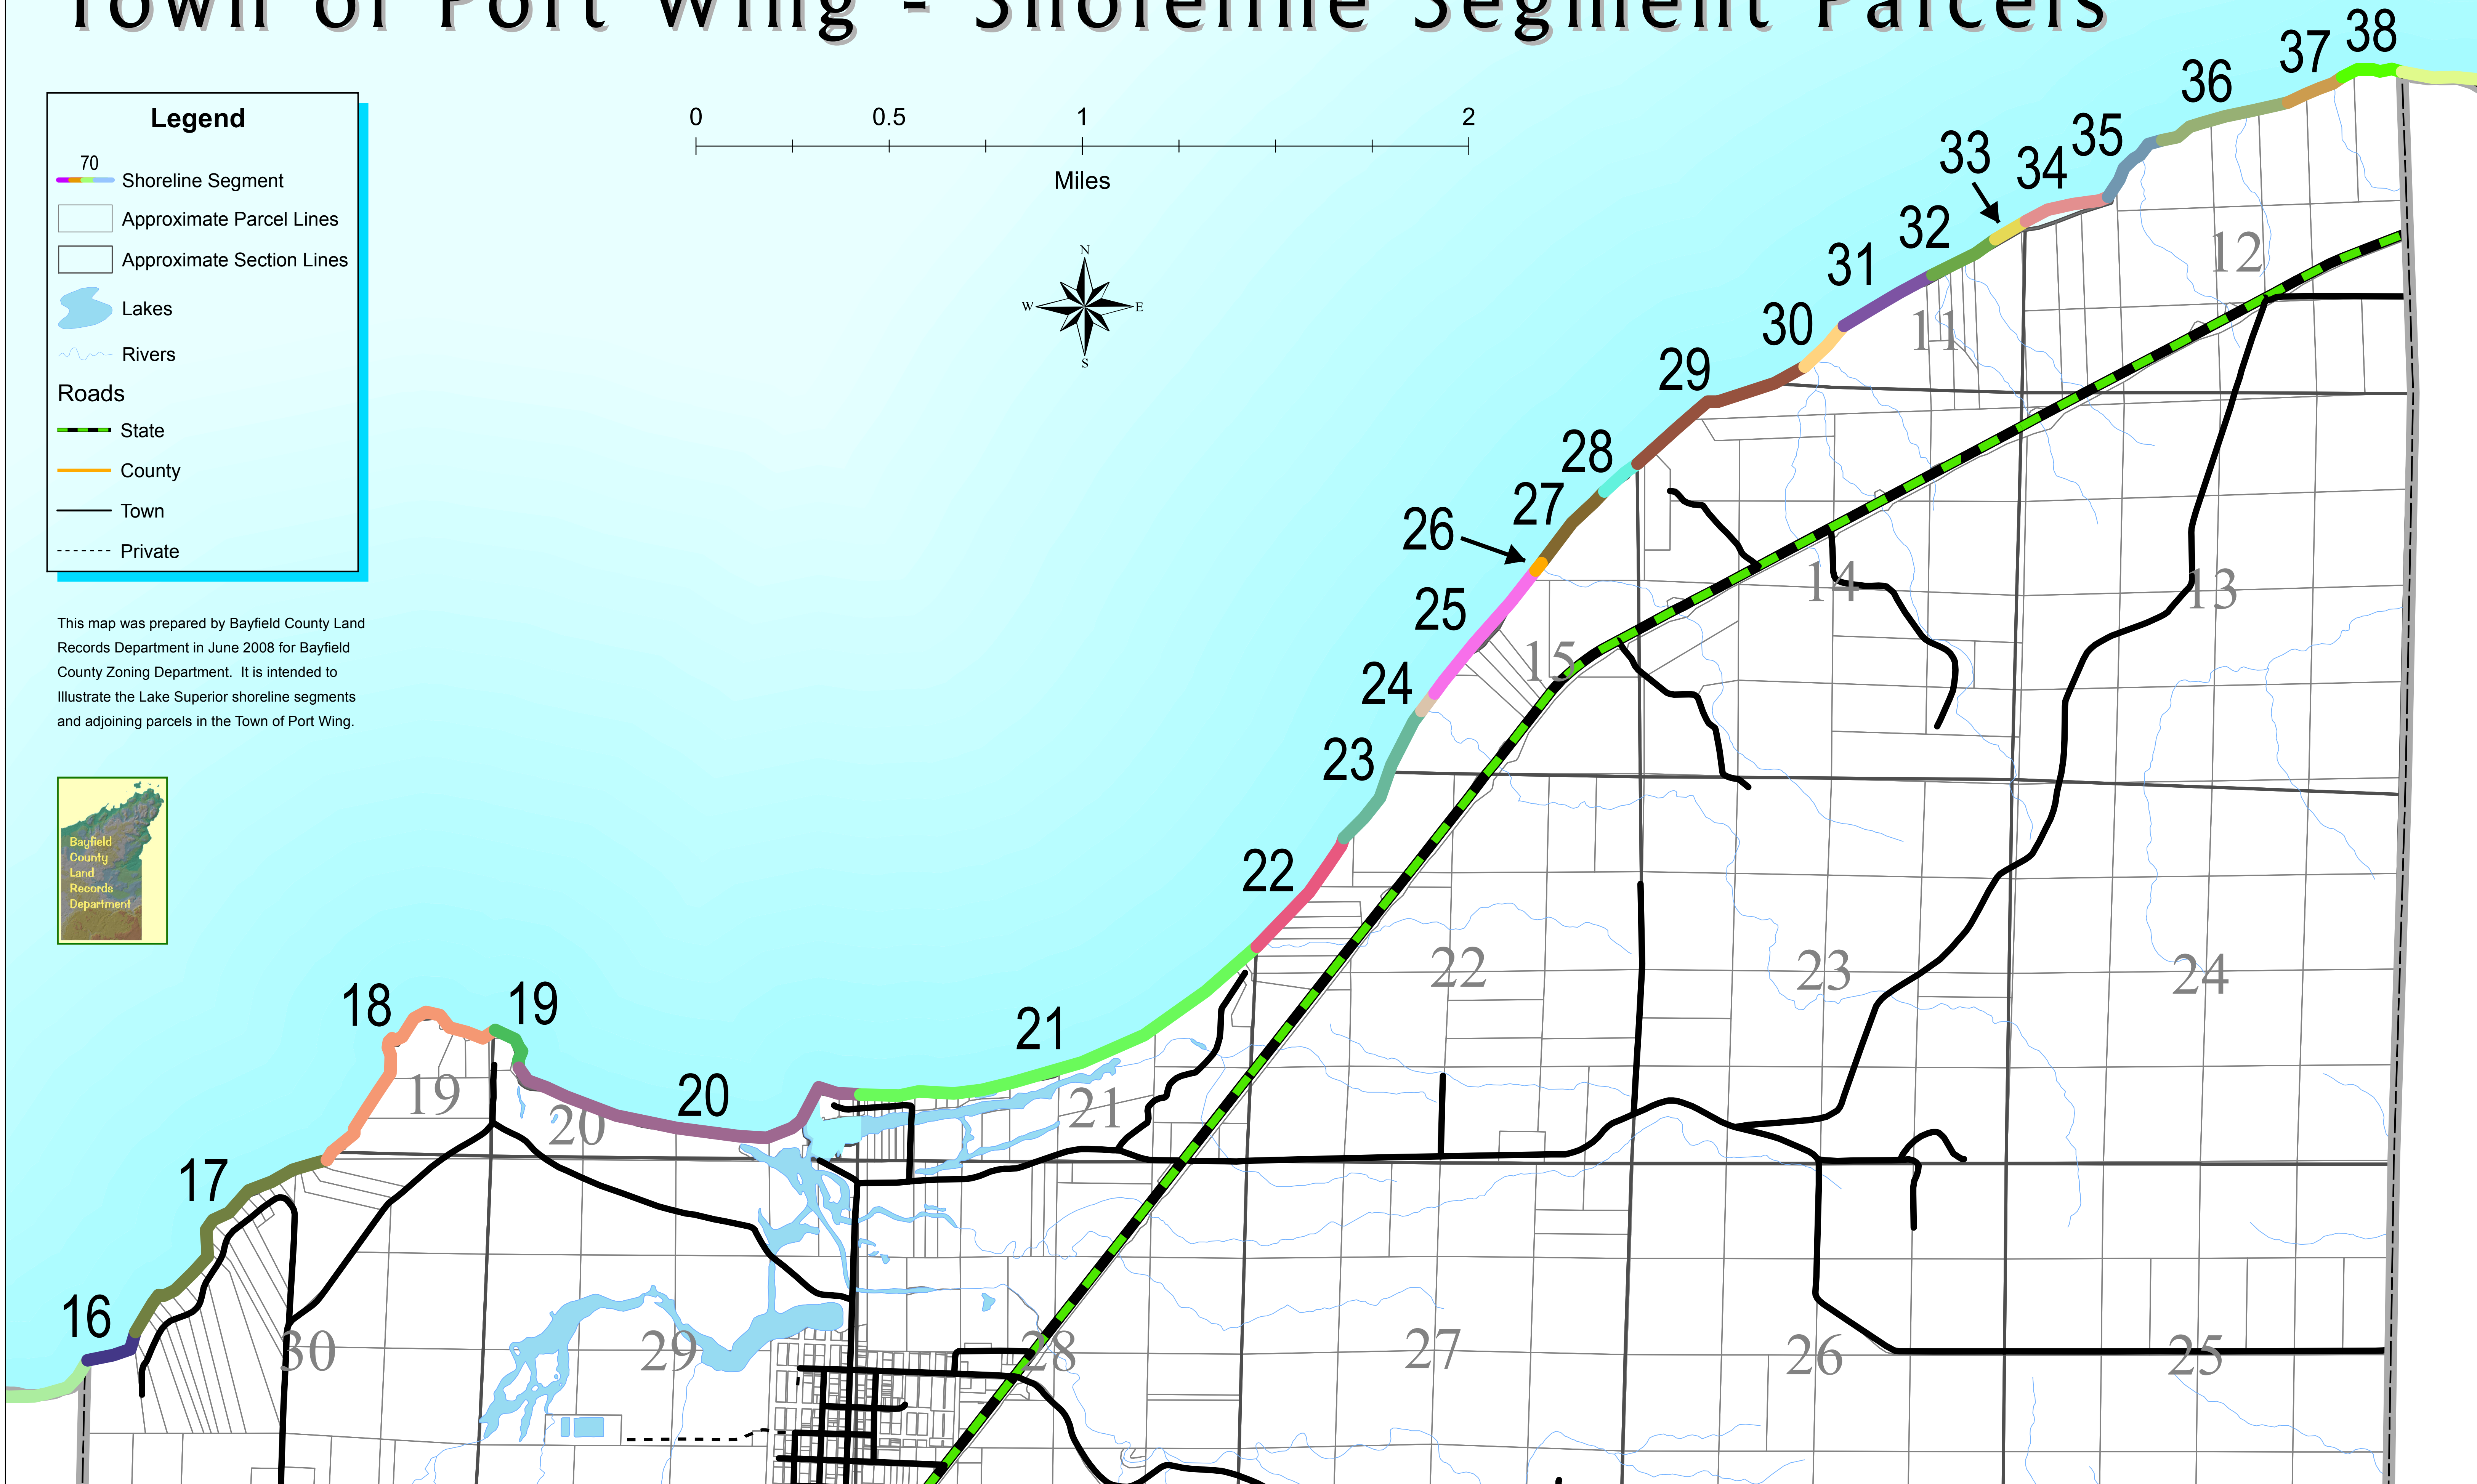 Town of Port Wing - Shoreline Segment Parcels
Legend
70
Shoreline Segment
Approximate Parcel Lines
Approximate Section Lines
Lakes
Rivers
Roads
State
County
Town
Private
This map was prepared by Bayfield County Land
Records Department in June 2008 for Bayfield
County Zoning Department. It is intended to
Illustrate the Lake Superior shoreline segments
and adjoining parcels in the Town of Port Wing.
Bayfield
County
Land
Records
Department
0 0.5 1 2
Miles
N
W E
S
38
37
36
35
34
33
32
31
30
29
28
27
26
25
24
23
22
21
20
19
18
17
16
12
11
13
14
15
22
23
24
19
20
21
30
29
28
27
26
25